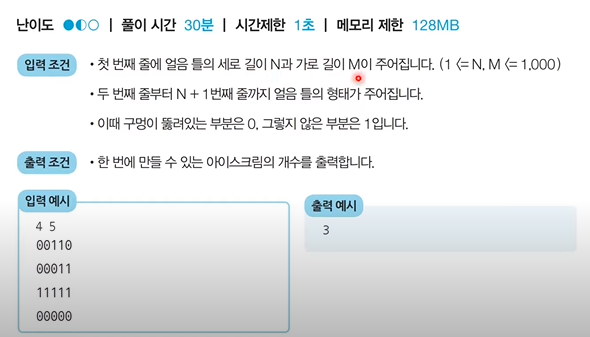 난이도 ●◐○ | 풀이 시간 30분 | 시간제한 1초 | 메모리 제한 128MB
입력 조건
• 첫 번째 줄에 얼음 틀의 세로 길이 N과 가로 길이 M이 주어집니다. (1 <= N, M <= 1,000)
• 두 번째 줄부터 N + 1번째 줄까지 얼음 틀의 형태가 주어집니다.
• 이때 구멍이 뚫려있는 부분은 0, 그렇지 않은 부분은 1입니다.
출력 조건
• 한 번에 만들 수 있는 아이스크림의 개수를 출력합니다.
입력 예시
4 5
00110
00011
11111
00000
출력 예시
3